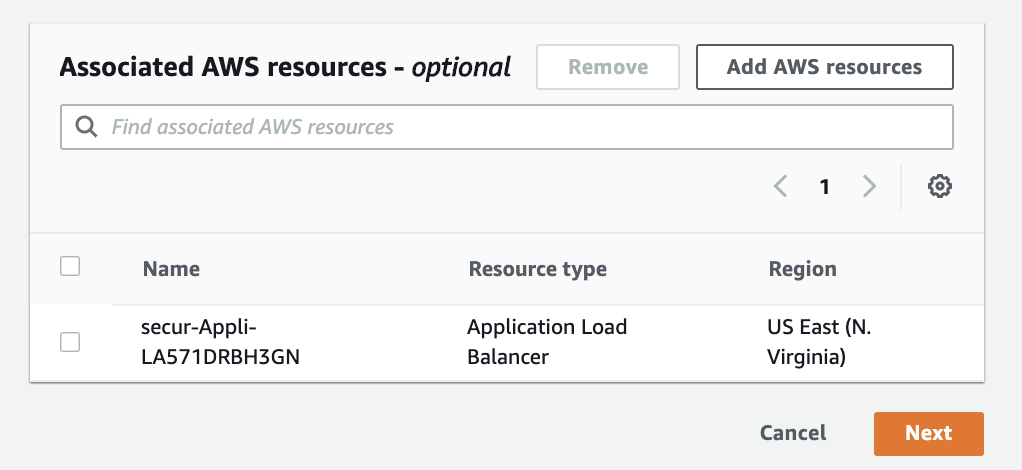 Associated AWS resources - optional
Remove
Add AWS resources
Find associated AWS resources
1
Name
Resource type
Region
secur-Appli-
LA571DRBH3GN
Application Load
Balancer
US East (N.
Virginia)
Cancel
Next